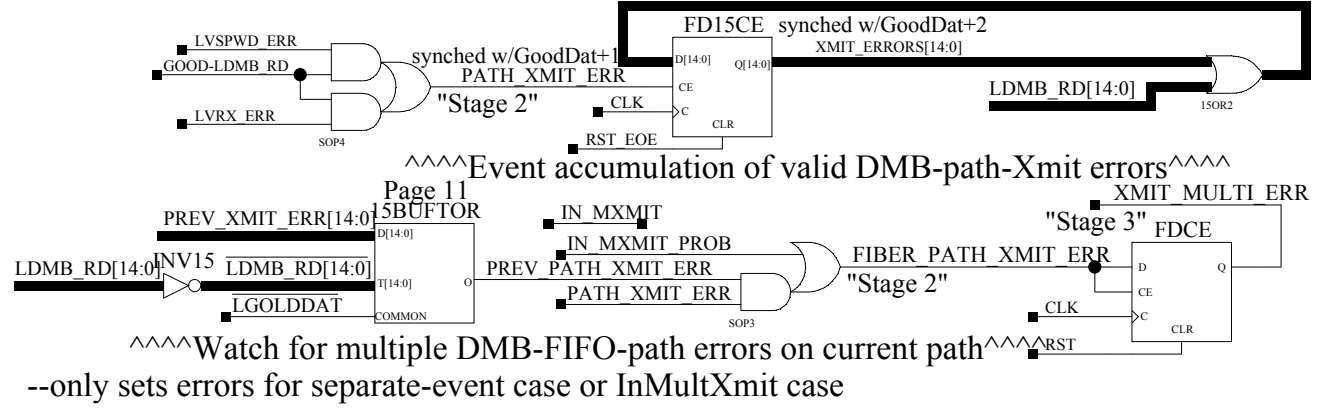 FD15CE
synched w/GoodDat+2
XMIT_ERRORS[14:0]
LVSPWD_ERR
synched w/GoodDat+1
D[14:0]
Q[14:0]
GOOD-LDMB_RD
PATH_XMIT_ERR
CE
LDMB_RD[14:0]
"Stage 2"
CLK
C
15OR2
LVRX_ERR
CLR
SOP4
RST_EOE
^^^^Event accumulation of valid DMB-path-Xmit errors^^^^
Page 11
XMIT_MULTI_ERR
PREV_XMIT_ERR[14:0]
15BUFTOR
IN_MXMIT
"Stage 3"
D[14:0]
FDCE
IN_MXMIT_PROB
INV15
FIBER_PATH_XMIT_ERR
LDMB_RD[14:0]
LDMB_RD[14:0]
T[14:0]
O
PREV_PATH_XMIT_ERR
D
Q
"Stage 2"
PATH_XMIT_ERR
CE
LGOLDDAT
COMMON
CLK
C
SOP3
CLR
^^^^Watch for multiple DMB-FIFO-path errors on current path^^^^
RST
--only sets errors for separate-event case or InMultXmit case